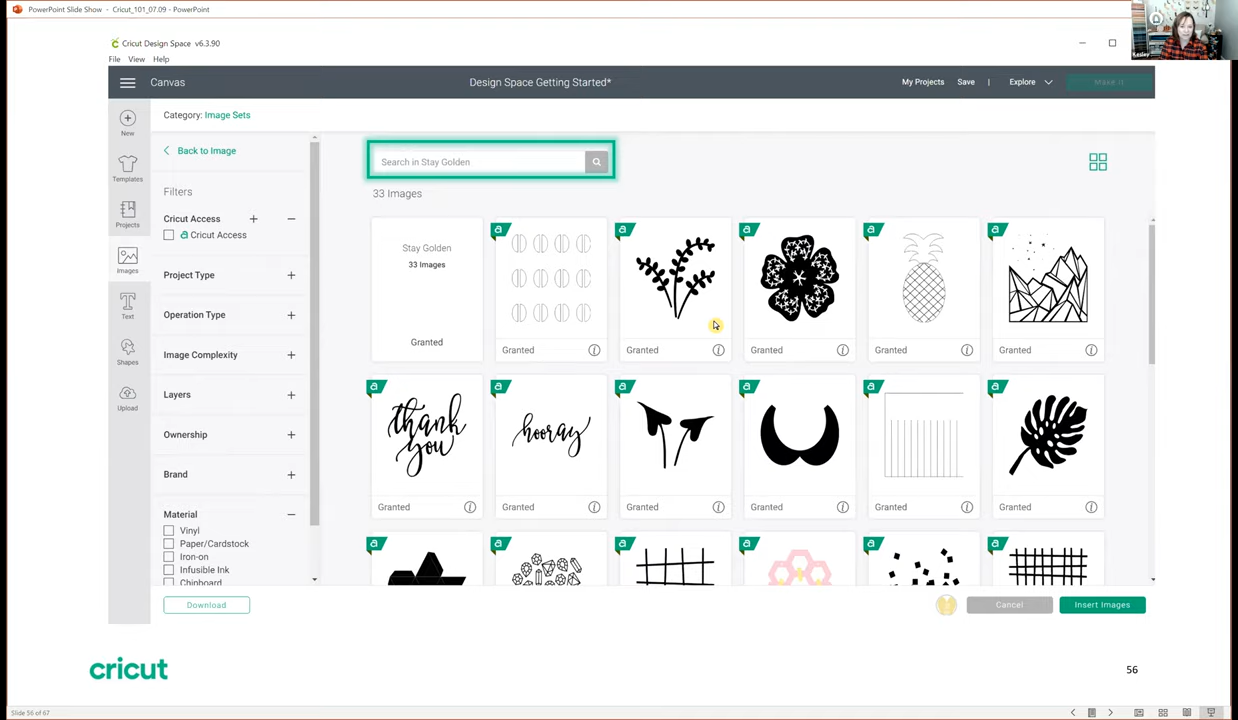 PowerPoint Slide Show - Cricut_101_07.09 - PowerPoint
Kenley
Cricut Design Space v6.3.90
File View Help
Canvas
Design Space Getting Started*
My Projects Save | Explore Make It
New
Templates
Projects
Images
Text
Shapes
Upload
Category: Image Sets
Back to Image
Filters
Cricut Access
a Cricut Access
Project Type
Operation Type
Image Complexity
Layers
Ownership
Brand
Material
Vinyl
Paper/Cardstock
Iron-on
Infusible Ink
Chipboard
Download
Search in Stay Golden
33 Images
Stay Golden
33 Images
Granted
a Granted
a Granted
a Granted
a Granted
a Granted
a thank you Granted
a hooray Granted
a Granted
a Granted
a Granted
a Granted
a
a
a
a
a
a
Cancel Insert Images
cricut
56
Slide 56 of 67